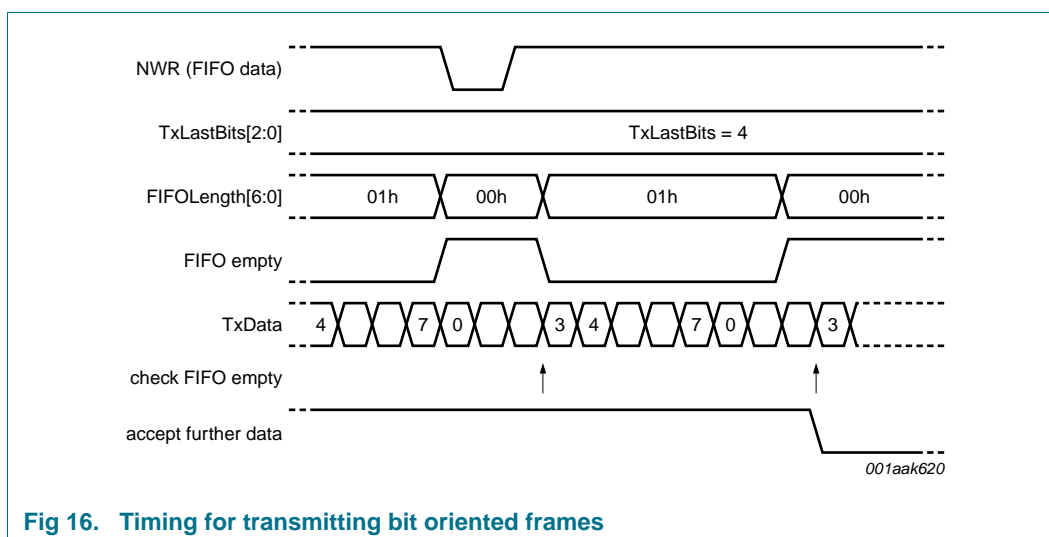 NWR (FIFO data)
TxLastBits[2:0] TxLastBits = 4
FIFOLength[6:0] 01h 00h 01h 00h
FIFO empty
TxData 4 7 0 3 4 7 0 3
check FIFO empty
accept further data
001aak620
Fig 16. Timing for transmitting bit oriented frames